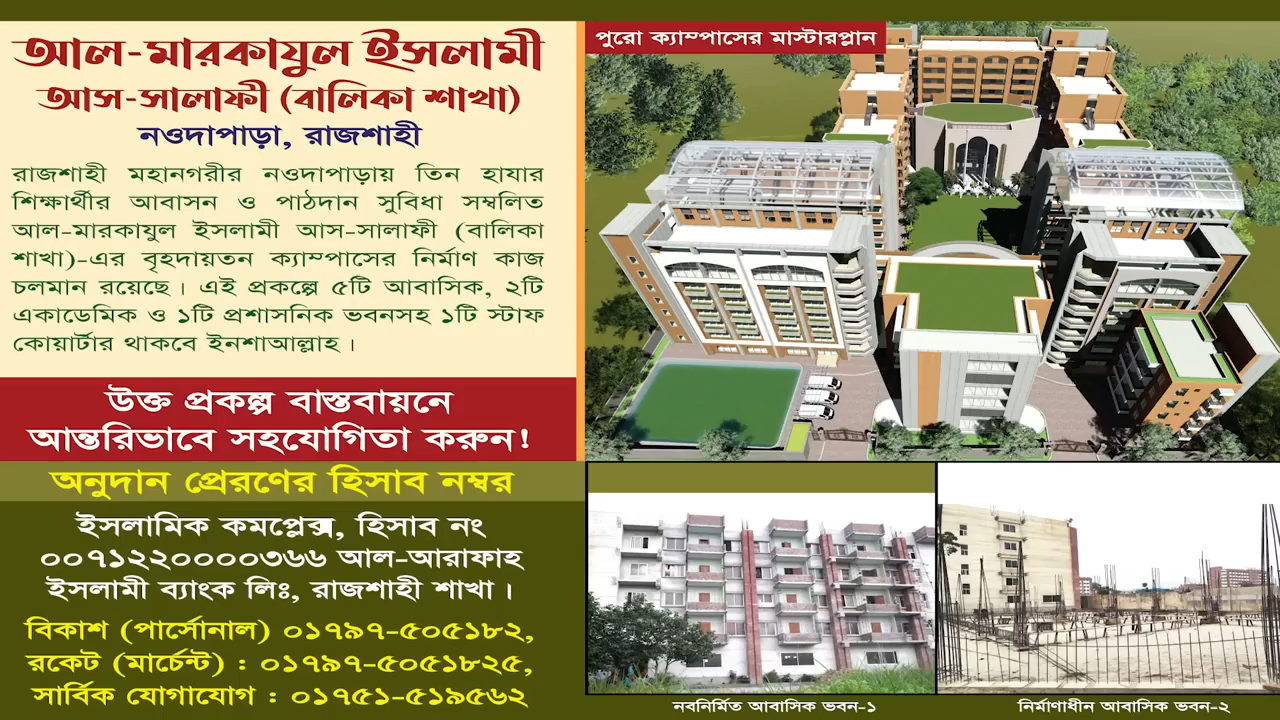 আল-মারকাযুল ইসলামী
আস-সালাফী (বালিকা শাখা)
নওদাপাড়া, রাজশাহী
রাজশাহী মহানগরীর নওদাপাড়ায় তিন হাযার
শিক্ষার্থীর আবাসন ও পাঠদান সুবিধা সম্বলিত
আল-মারকাযুল ইসলামী আস-সালাফী (বালিকা
শাখা)-এর বৃহদায়তন ক্যাম্পাসের নির্মাণ কাজ
চলমান রয়েছে। এই প্রকল্পে ৫টি আবাসিক, ২টি
একাডেমিক ও ১টি প্রশাসনিক ভবনসহ ১টি স্টাফ
কোয়ার্টার থাকবে ইনশাআল্লাহ।
উক্ত প্রকল্প বাস্তবায়নে
আন্তরিভাবে সহযোগিতা করুন!
অনুদান প্রেরণের হিসাব নম্বর
ইসলামিক কমপ্লেক্স, হিসাব নং
০০৭১২২০০০০৩৬৬ আল-আরাফাহ
ইসলামী ব্যাংক লিঃ, রাজশাহী শাখা।
বিকাশ (পার্সোনাল) ০১৭৯৭-৫০৫১৮২,
রকেট (মার্চেন্ট) : ০১৭৯৭-৫০৫১৮২৫,
সার্বিক যোগাযোগ : ০১৭৫১-৫১৯৫৬২
পুরো ক্যাম্পাসের মাস্টারপ্লান
নবনির্মিত আবাসিক ভবন-১
নির্মাণাধীন আবাসিক ভবন-২